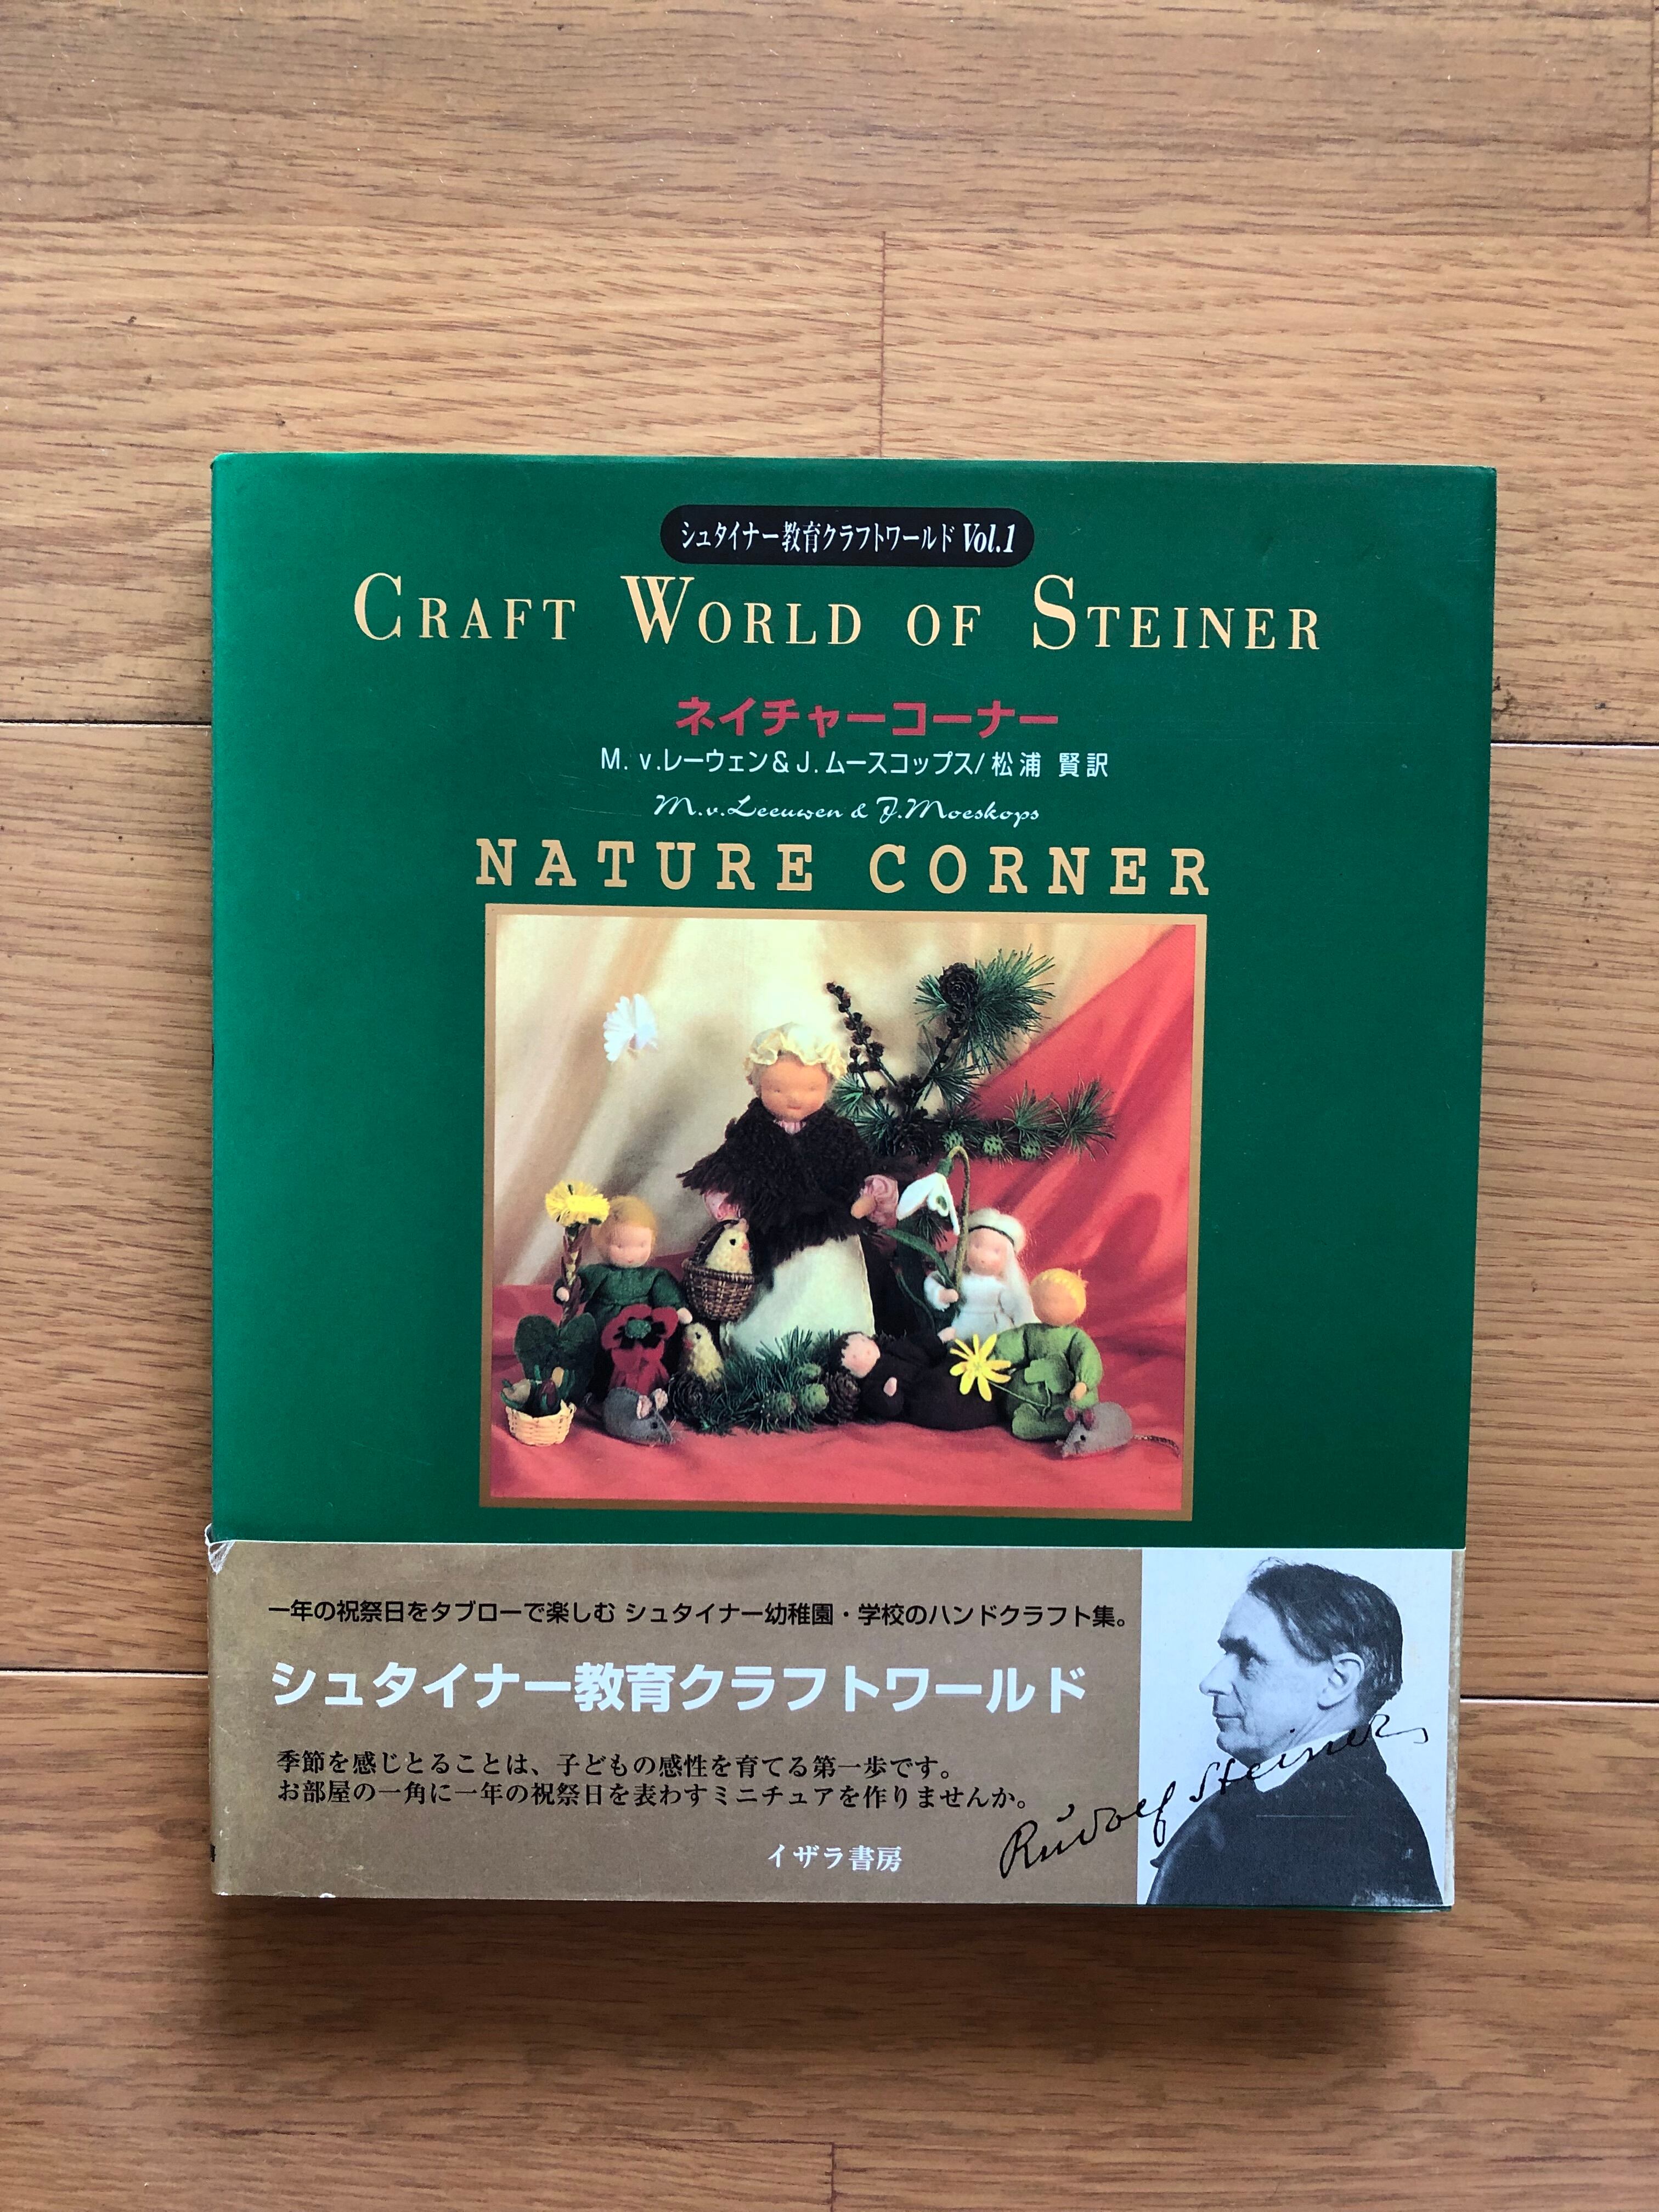 シュタイナー教育クラフトワールド Vol.1
CRAFT WORLD OF STEINER
ネイチャーコーナー
M. v.レーウェン&J.ムースコップス/松浦 賢訳
M.v.Leeuwen & J.Moeskops
NATURE CORNER
一年の祝祭日をタブローで楽しむ シュタイナー幼稚園・学校のハンドクラフト集。
シュタイナー教育クラフトワールド
季節を感じとることは、子どもの感性を育てる第一歩です。
お部屋の一角に一年の祝祭日を表わすミニチュアを作りませんか。
Rudolf Steiner
イザラ書房